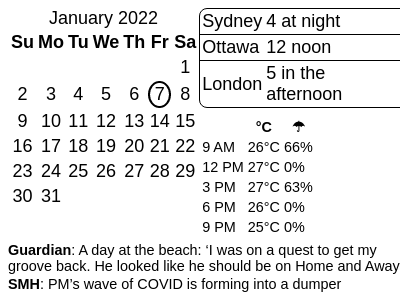 January 2022
Su Mo Tu We Th Fr Sa
1
2 3 4 5 6 7 8
9 10 11 12 13 14 15
16 17 18 19 20 21 22
23 24 25 26 27 28 29
30 31
Sydney 4 at night
Ottawa 12 noon
London 5 in the
afternoon
°C ☂
9 AM 26°C 66%
12 PM 27°C 0%
3 PM 27°C 63%
6 PM 26°C 0%
9 PM 25°C 0%
Guardian: A day at the beach: ‘I was on a quest to get my
groove back. He looked like he should be on Home and Away
SMH: PM’s wave of COVID is forming into a dumper